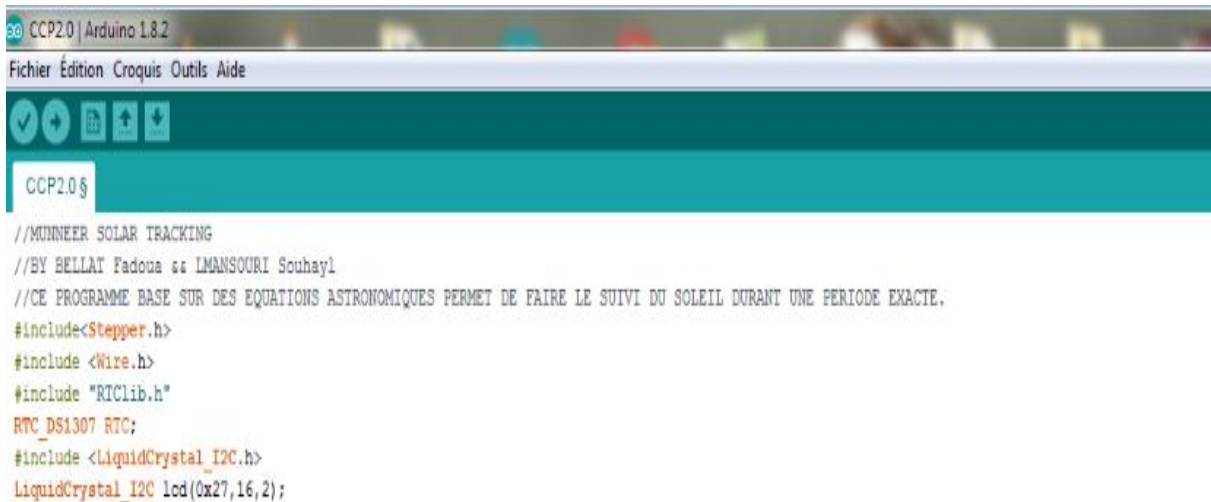 CCP2.0 | Arduino 1.8.2
Fichier Édition Croquis Outils Aide
CCP2.0 §
//MUNNEER SOLAR TRACKING
//BY BELLAT Fadoua && LMANSOURI Souhayl
//CE PROGRAMME BASE SUR DES EQUATIONS ASTRONOMIQUES PERMET DE FAIRE LE SUIVI DU SOLEIL DURANT UNE PERIODE EXACTE.
#include<Stepper.h>
#include <Wire.h>
#include "RTClib.h"
RTC_DS1307 RTC;
#include <LiquidCrystal_I2C.h>
LiquidCrystal_I2C lcd(0x27,16,2);